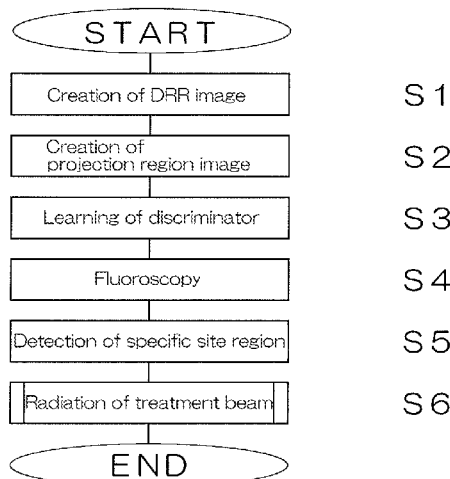 START
Creation of DRR image S1
Creation of
projection region image S2
Learning of discriminator S3
Fluoroscopy S4
Detection of specific site region S5
Radiation of treatment beam S6
END